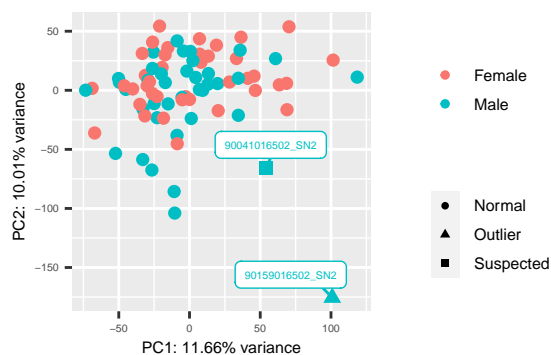 50
0
−50
−100
−150
PC2: 10.01% variance
90041016502_SN2
90159016502_SN2
−50
0
50
100
PC1: 11.66% variance
Female
Male
Normal
Outlier
Suspected